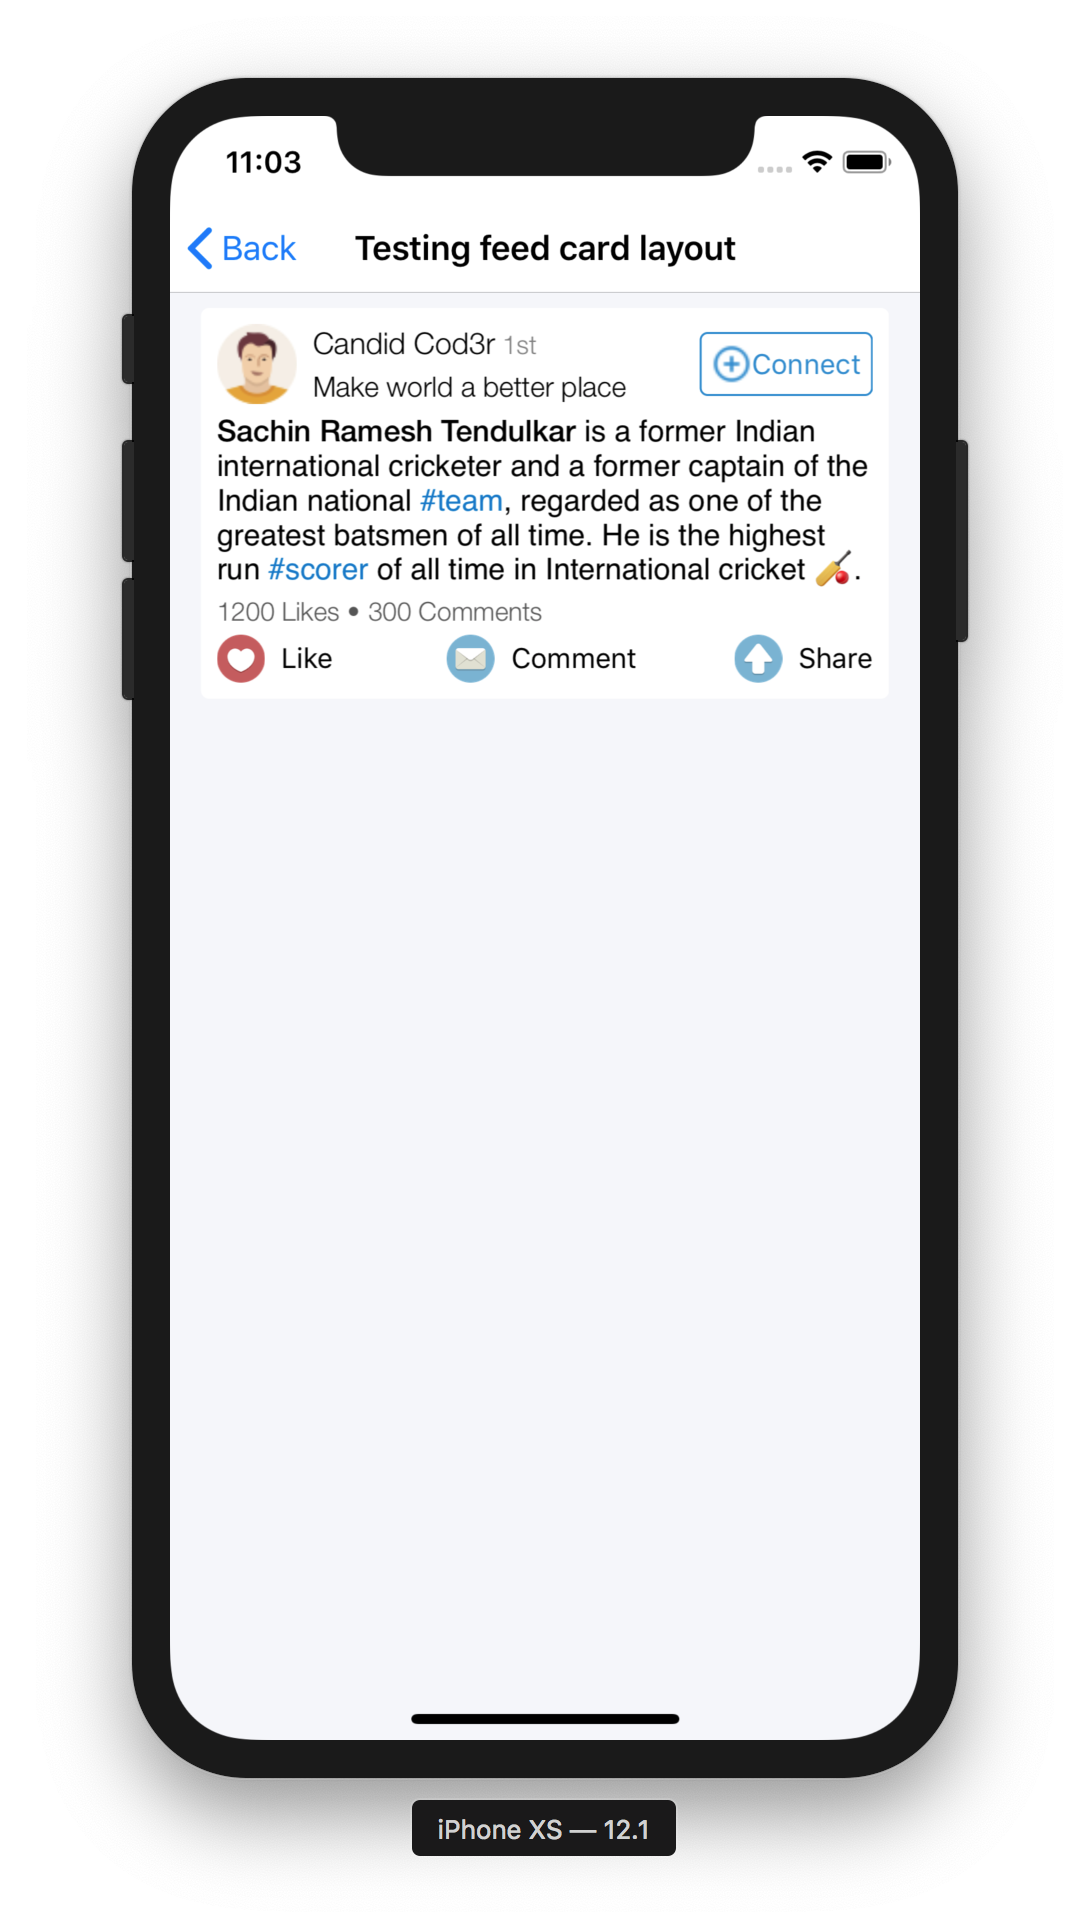 11:03
Back
Testing feed card layout
Candid Cod3r 1st
Make world a better place
Connect
Sachin Ramesh Tendulkar is a former Indian
international cricketer and a former captain of the
Indian national #team, regarded as one of the
greatest batsmen of all time. He is the highest
run #scorer of all time in International cricket 🏏.
1200 Likes • 300 Comments
Like
Comment
Share
iPhone XS — 12.1